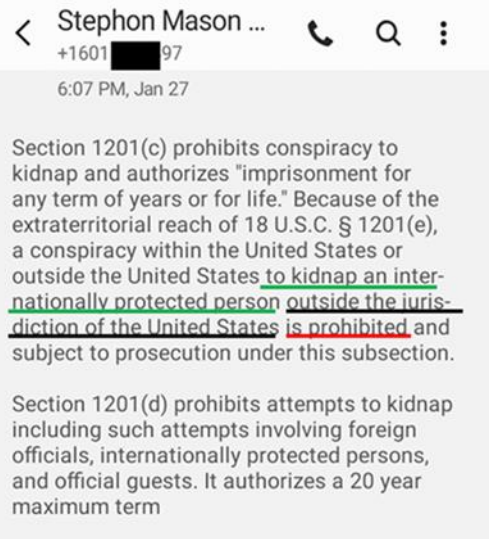 Stephon Mason ...
+1601 97
6:07 PM, Jan 27
Section 1201(c) prohibits conspiracy to
kidnap and authorizes "imprisonment for
any term of years or for life." Because of the
extraterritorial reach of 18 U.S.C. § 1201(e),
a conspiracy within the United States or
outside the United States to kidnap an inter-
nationally protected person outside the juris-
diction of the United States is prohibited and
subject to prosecution under this subsection.
Section 1201(d) prohibits attempts to kidnap
including such attempts involving foreign
officials, internationally protected persons,
and official guests. It authorizes a 20 year
maximum term